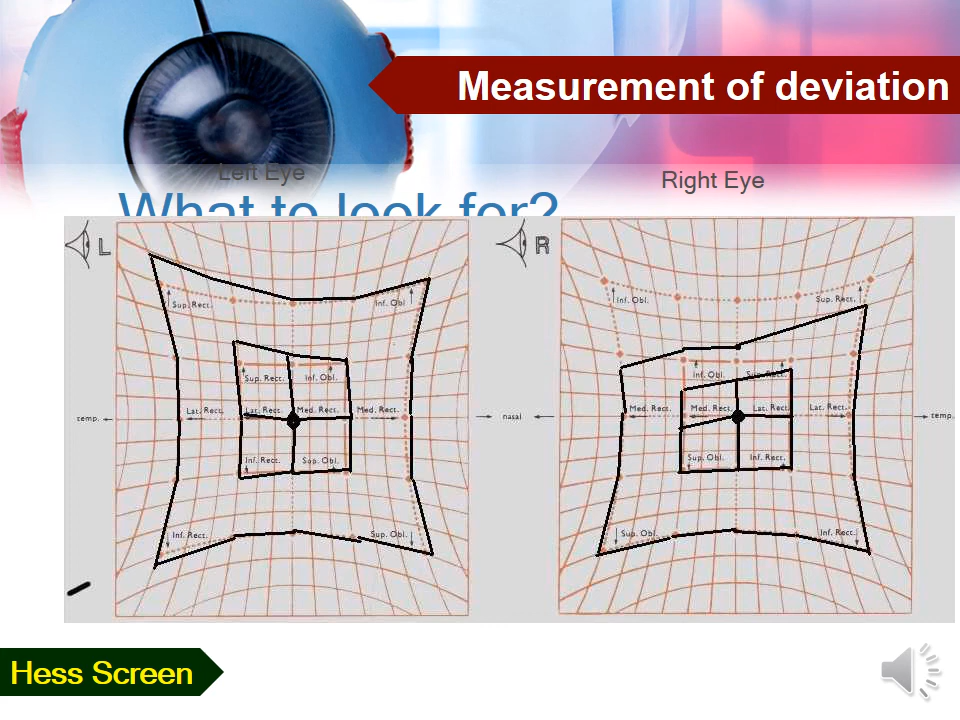 Measurement of deviation
Left Eye
Right Eye
What to look for?
L
R
Sup. Rect.
Inf. Obl
Inf. Obl.
Sup. Rect.
Sup. Rect.
Inf. Obl.
Inf. Obl.
Sup. Rect.
temp.
Lat. Rect.
Lat. Rect.
Med. Rect.
Med. Rect.
nasal
Med. Rect.
Med. Rect.
Lat. Rect.
Lat. Rect.
temp.
Inf. Rect.
Sup. Obl.
Sup. Obl.
Inf. Rect.
Inf. Rect.
Sup. Obl.
Sup. Obl.
Inf. Rect.
Hess Screen